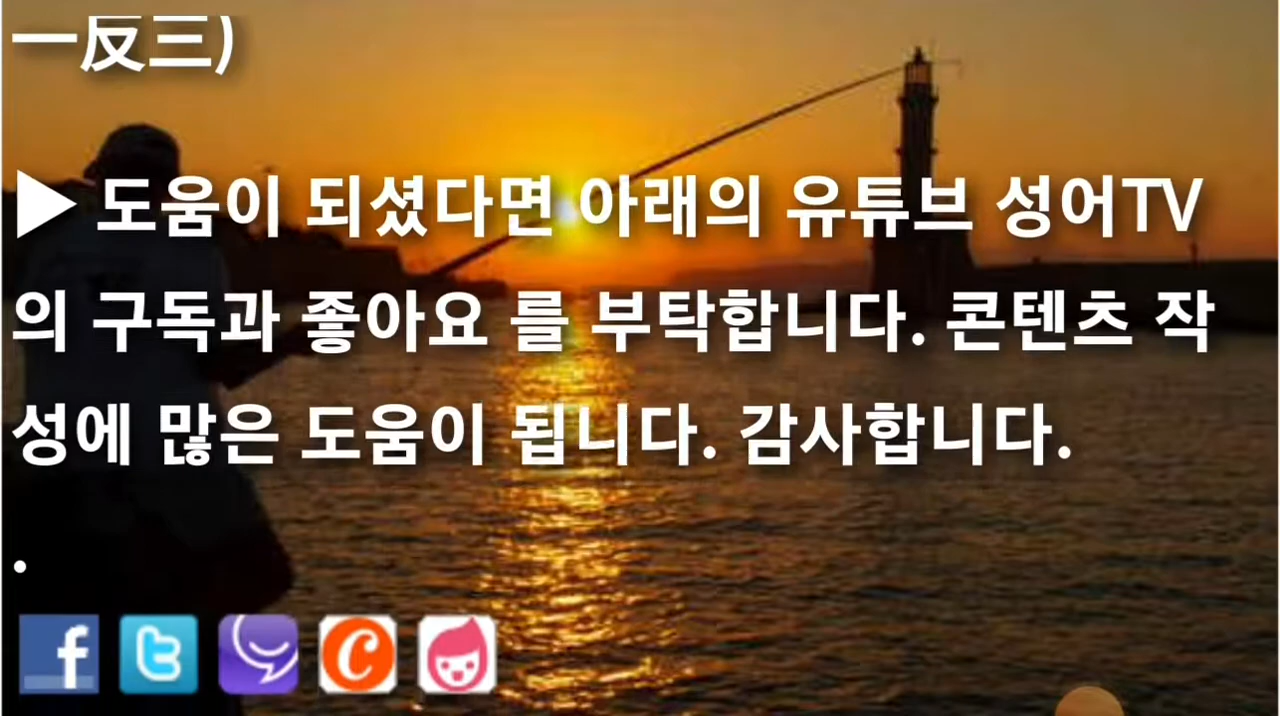 一反三)
▶ 도움이 되셨다면 아래의 유튜브 성어TV
의 구독과 좋아요 를 부탁합니다. 콘텐츠 작
성에 많은 도움이 됩니다. 감사합니다.
.